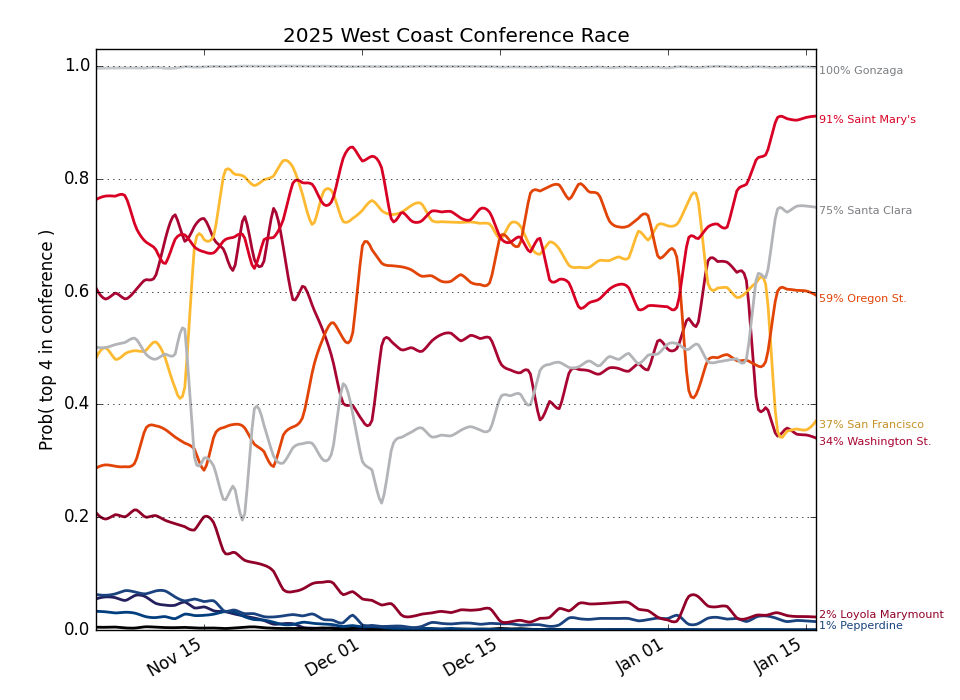 2025 West Coast Conference Race
Prob( top 4 in conference )
1.0
0.8
0.6
0.4
0.2
0.0
Nov 15
Dec 01
Dec 15
Jan 01
Jan 15
100% Gonzaga
91% Saint Mary's
75% Santa Clara
59% Oregon St.
37% San Francisco
34% Washington St.
2% Loyola Marymount
1% Pepperdine